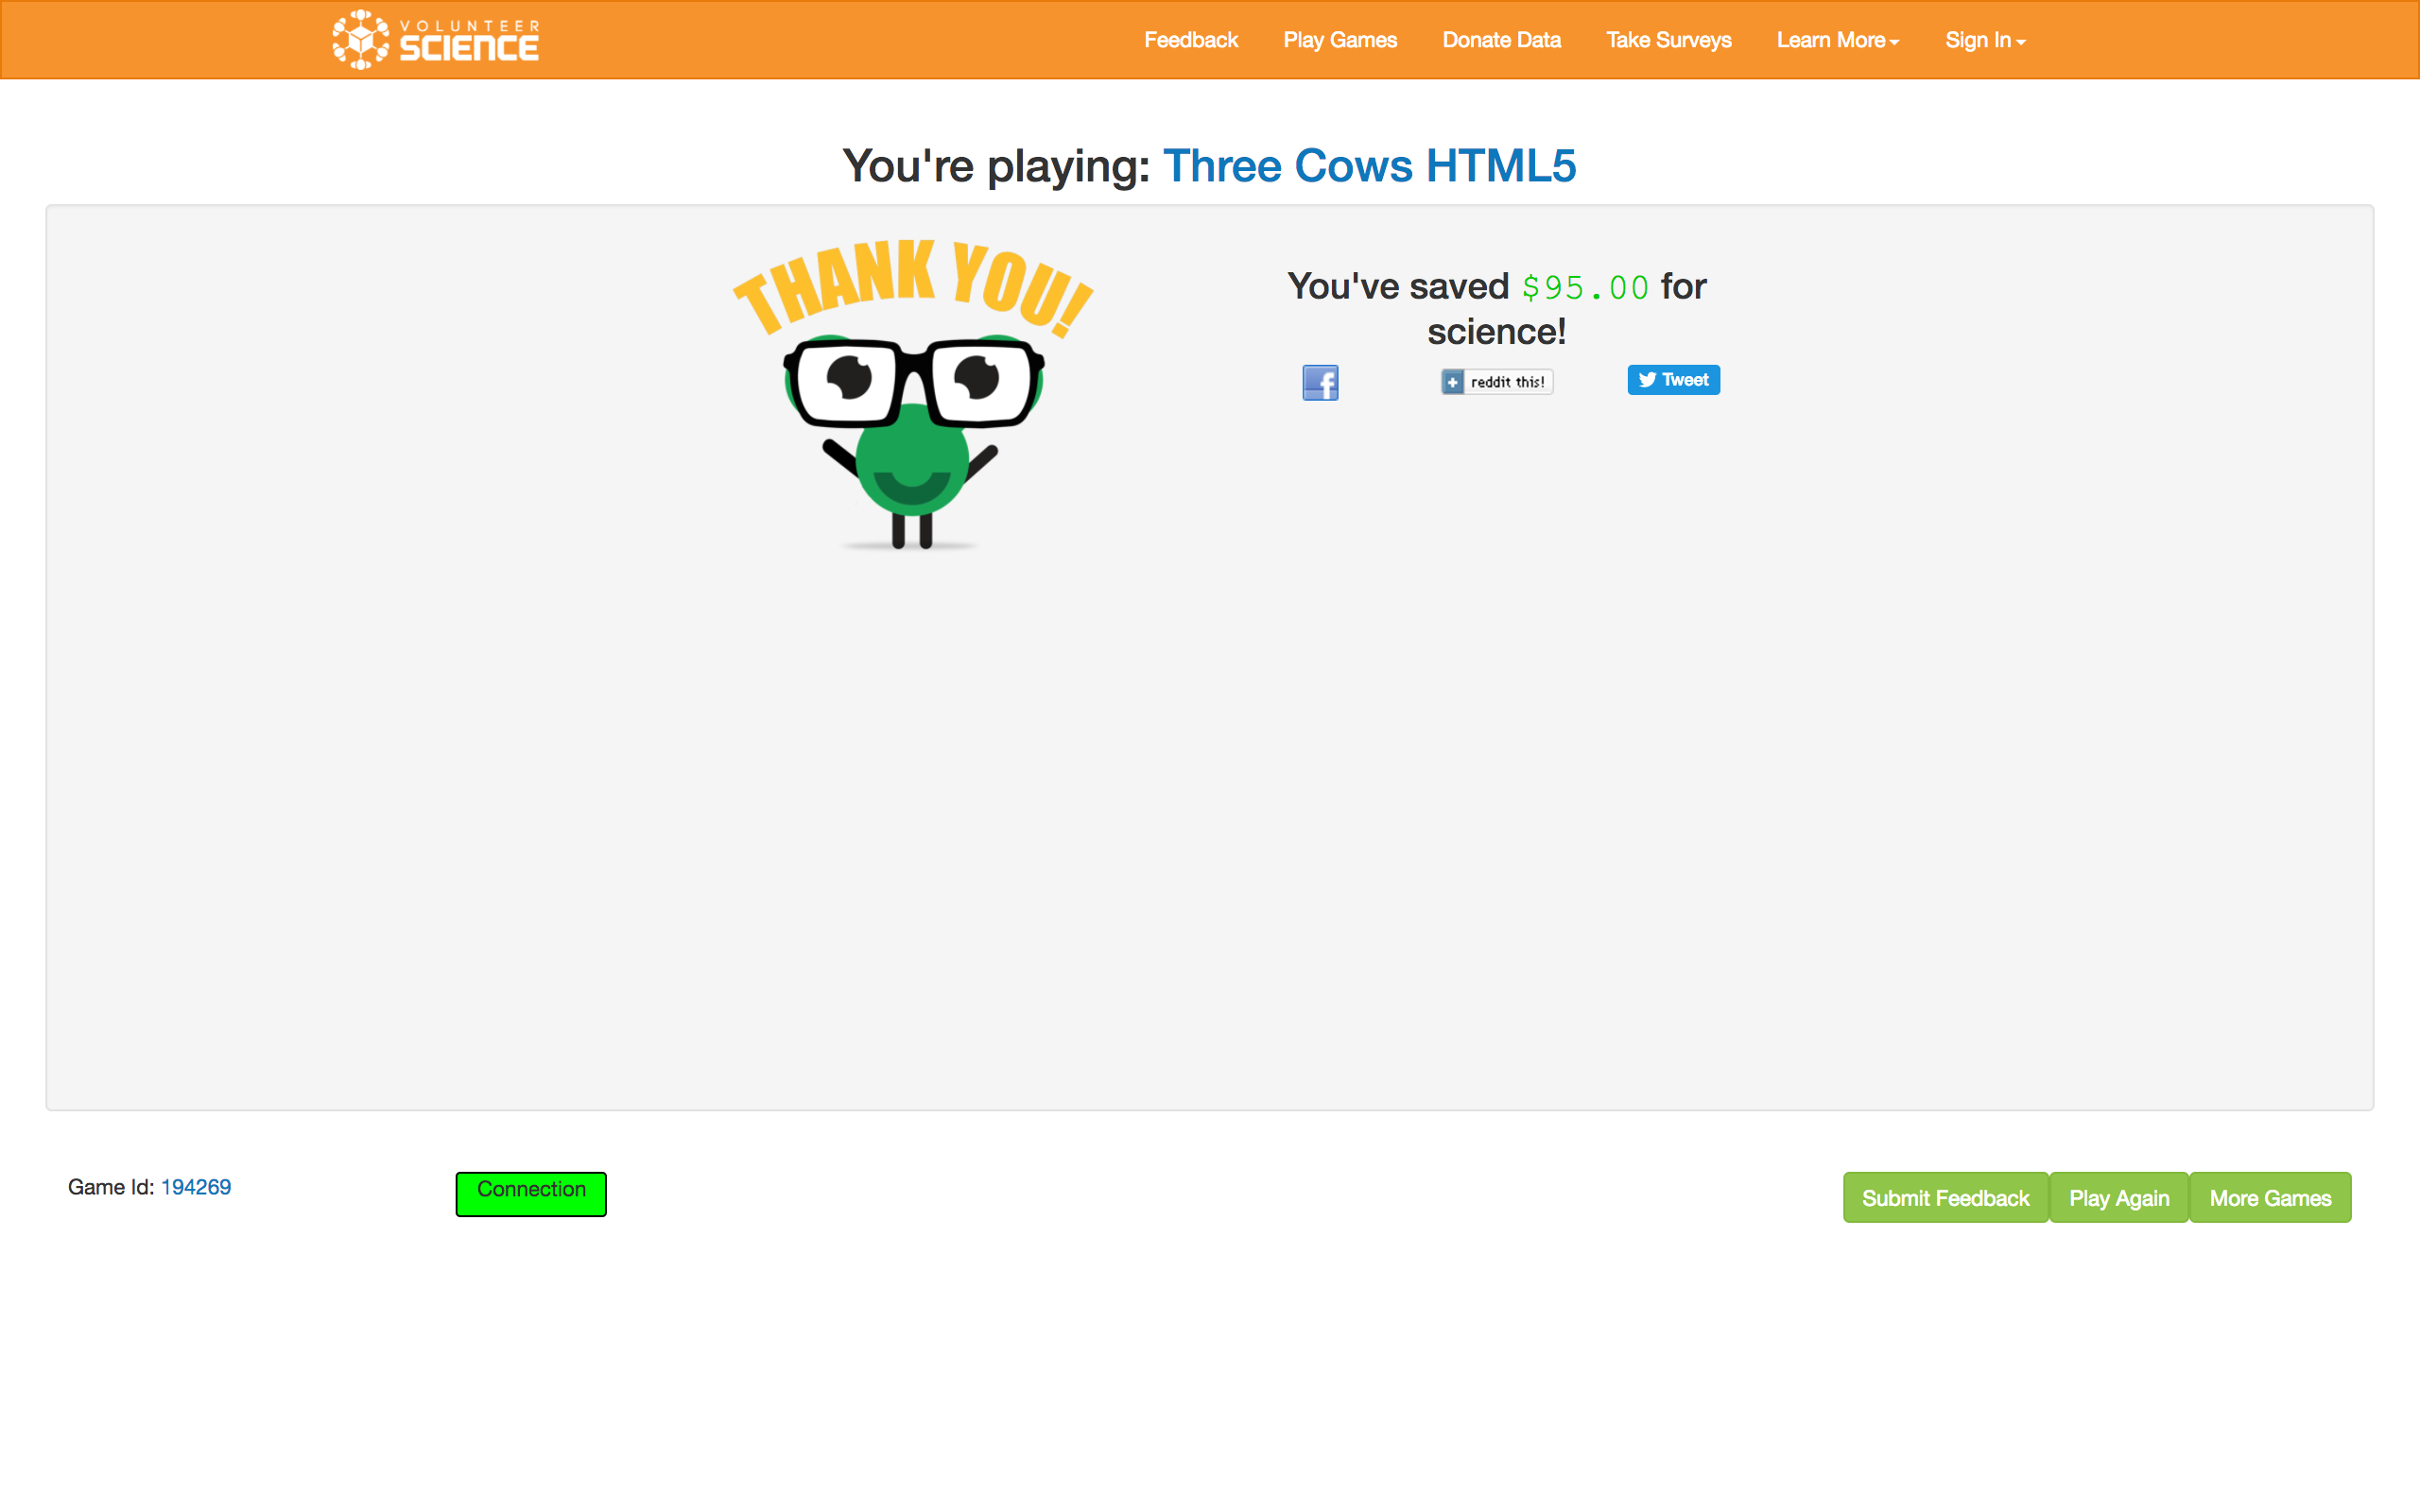 VOLUNTEER
SCIENCE
Feedback Play Games Donate Data Take Surveys Learn More Sign In
You're playing: Three Cows HTML5
THANK YOU!
You've saved $95.00 for
science!
f reddit this! Tweet
Game Id: 194269
Connection
Submit Feedback Play Again More Games